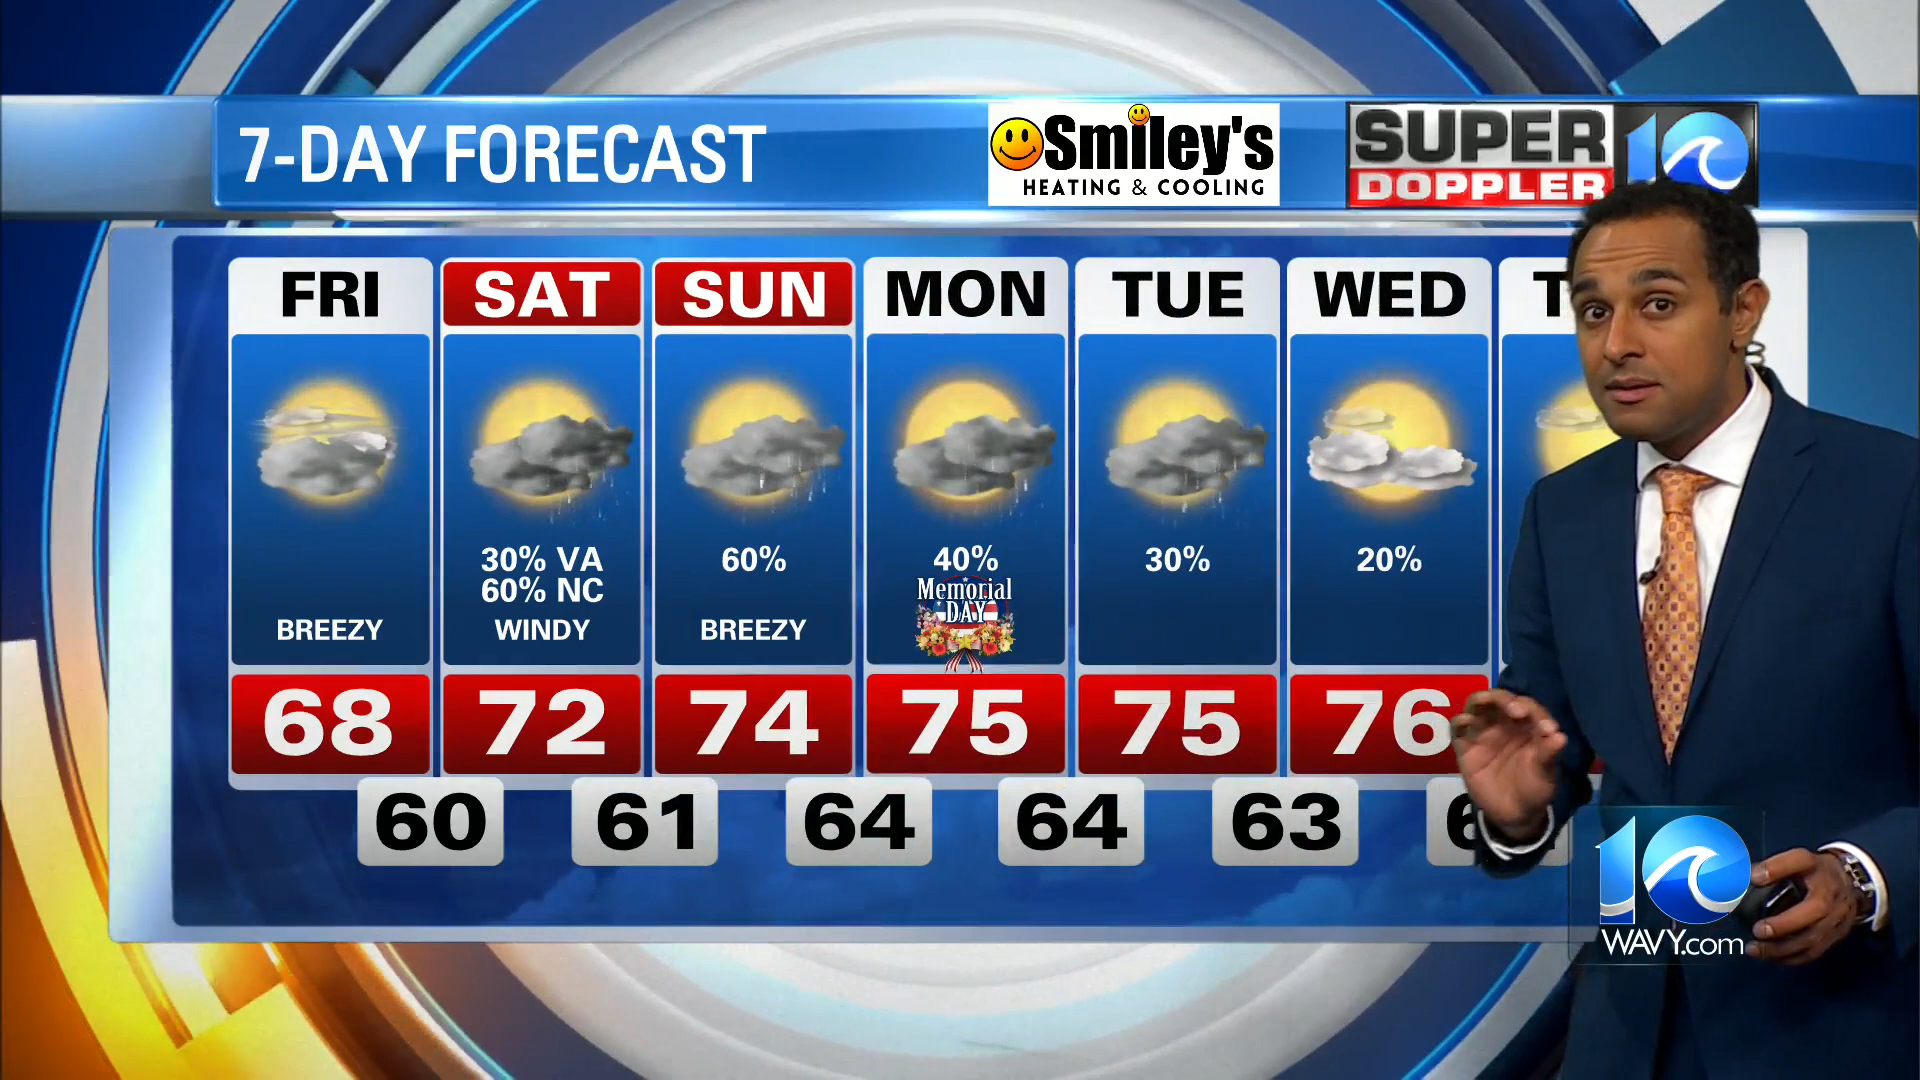 7-DAY FORECAST
Smiley's
HEATING & COOLING
SUPER
DOPPLER
10
FRI
SAT
SUN
MON
TUE
WED
30% VA
60% NC
60%
40%
30%
20%
Memorial
DAY
BREEZY
WINDY
BREEZY
68
72
74
75
75
76
60
61
64
64
63
10
WAVY.com